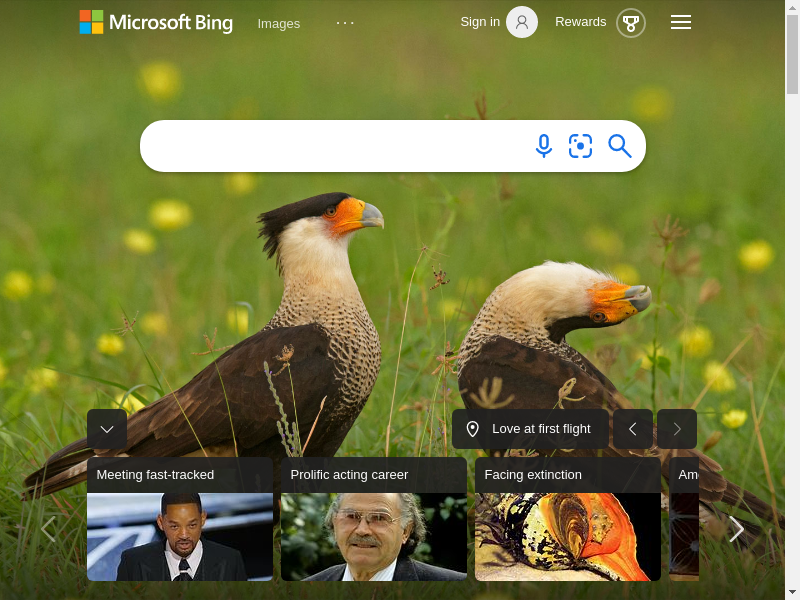 Microsoft Bing
Images
Sign in
Rewards
Love at first flight
Meeting fast-tracked
Prolific acting career
Facing extinction
Am